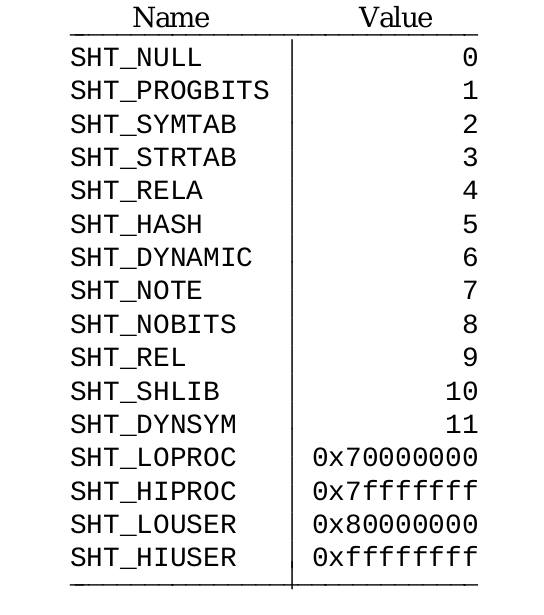 Name Value
SHT_NULL 0
SHT_PROGBITS 1
SHT_SYMTAB 2
SHT_STRTAB 3
SHT_RELA 4
SHT_HASH 5
SHT_DYNAMIC 6
SHT_NOTE 7
SHT_NOBITS 8
SHT_REL 9
SHT_SHLIB 10
SHT_DYNSYM 11
SHT_LOPROC 0x70000000
SHT_HIPROC 0x7fffffff
SHT_LOUSER 0x80000000
SHT_HIUSER 0xffffffff